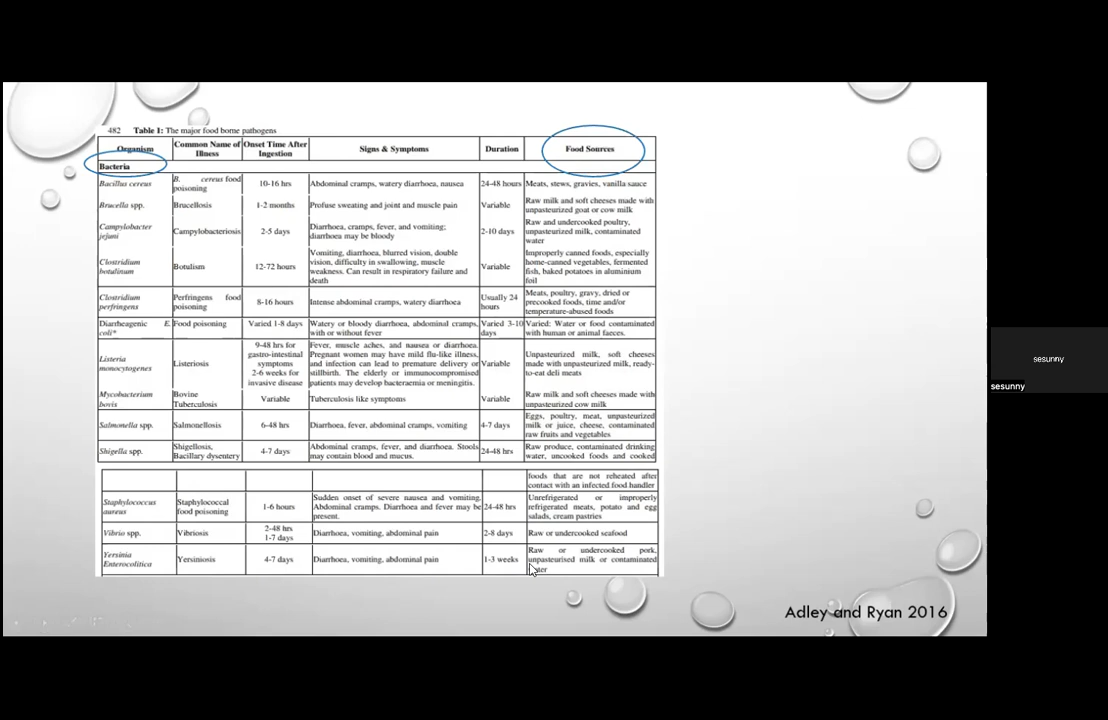 482 Table 1: The major food borne pathogens
Organism Common Name of Illness Onset Time After Ingestion Signs & Symptoms Duration Food Sources
Bacteria
Bacillus cereus B. cereus food poisoning 10-16 hrs Abdominal cramps, watery diarrhoea, nausea 24-48 hours Meats, stews, gravies, vanilla sauce
Brucella spp. Brucellosis 1-2 months Profuse sweating and joint and muscle pain Variable Raw milk and soft cheeses made with unpasteurized goat or cow milk
Campylobacter jejuni Campylobacteriosis 2-5 days Diarrhoea, cramps, fever, and vomiting; diarrhoea may be bloody 2-10 days Raw and undercooked poultry, unpasteurized milk, contaminated water
Clostridium botulinum Botulism 12-72 hours Vomiting, diarrhoea, blurred vision, double vision, difficulty in swallowing, muscle weakness. Can result in respiratory failure and death Variable Improperly canned foods, especially home-canned vegetables, fermented fish, baked potatoes in aluminium foil
Clostridium perfringens Perfringens food poisoning 8-16 hours Intense abdominal cramps, watery diarrhoea Usually 24 hours Meats, poultry, gravy, dried or precooked foods, time and/or temperature-abused foods
Diarrheagenic E. coli* Food poisoning Varied 1-8 days Watery or bloody diarrhoea, abdominal cramps, with or without fever Varied 3-10 days Varied: Water or food contaminated with human or animal faeces.
Listeria monocytogenes Listeriosis 9-48 hrs for gastro-intestinal symptoms 2-6 weeks for invasive disease Fever, muscle aches, and nausea or diarrhoea. Pregnant women may have mild flu-like illness, and infection can lead to premature delivery or stillbirth. The elderly or immunocompromised patients may develop bacteraemia or meningitis. Variable Unpasteurized milk, soft cheeses made with unpasteurized milk, ready-to-eat deli meats
Mycobacterium bovis Bovine Tuberculosis Variable Tuberculosis like symptoms Variable Raw milk and soft cheeses made with unpasteurized cow milk
Salmonella spp. Salmonellosis 6-48 hrs Diarrhoea, fever, abdominal cramps, vomiting 4-7 days Eggs, poultry, meat, unpasteurized milk or juice, cheese, contaminated raw fruits and vegetables
Shigella spp. Shigellosis, Bacillary dysentery 4-7 days Abdominal cramps, fever, and diarrhoea. Stools may contain blood and mucus. 24-48 hrs Raw produce, contaminated drinking water, uncooked foods and cooked
foods that are not reheated after contact with an infected food handler
Staphylococcus aureus Staphylococcal food poisoning 1-6 hours Sudden onset of severe nausea and vomiting. Abdominal cramps. Diarrhoea and fever may be present. 24-48 hrs Unrefrigerated or improperly refrigerated meats, potato and egg salads, cream pastries
Vibrio spp. Vibriosis 2-48 hrs 1-7 days Diarrhoea, vomiting, abdominal pain 2-8 days Raw or undercooked seafood
Yersinia Enterocolitica Yersiniosis 4-7 days Diarrhoea, vomiting, abdominal pain 1-3 weeks Raw or undercooked pork, unpasteurised milk or contaminated water
Adley and Ryan 2016
sesunny
sesunny